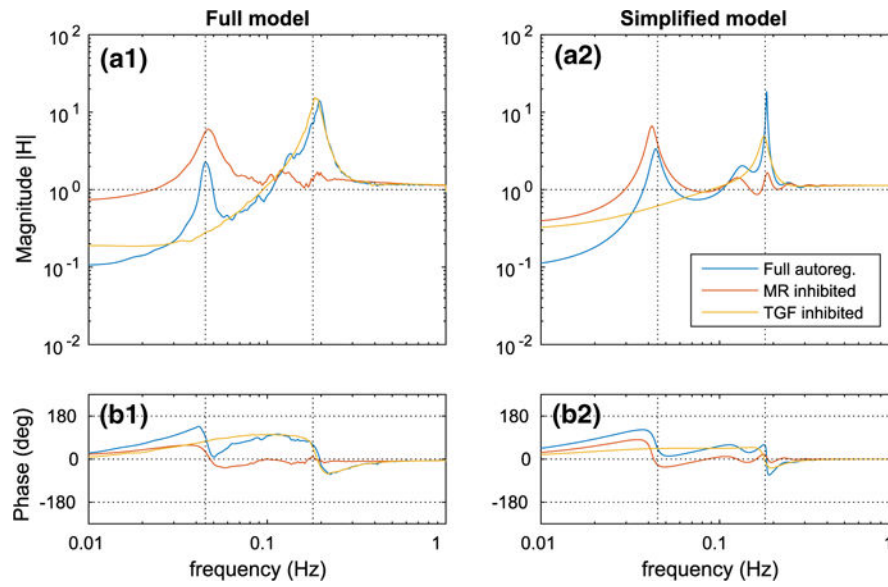 Full model
Simplified model
(a1)
(a2)
Magnitude |H|
10^2
10^1
10^0
10^-1
10^-2
10^2
10^1
10^0
10^-1
10^-2
Full autoreg.
MR inhibited
TGF inhibited
(b1)
(b2)
Phase (deg)
180
0
-180
180
0
-180
0.01
0.1
1
0.01
0.1
1
frequency (Hz)
frequency (Hz)